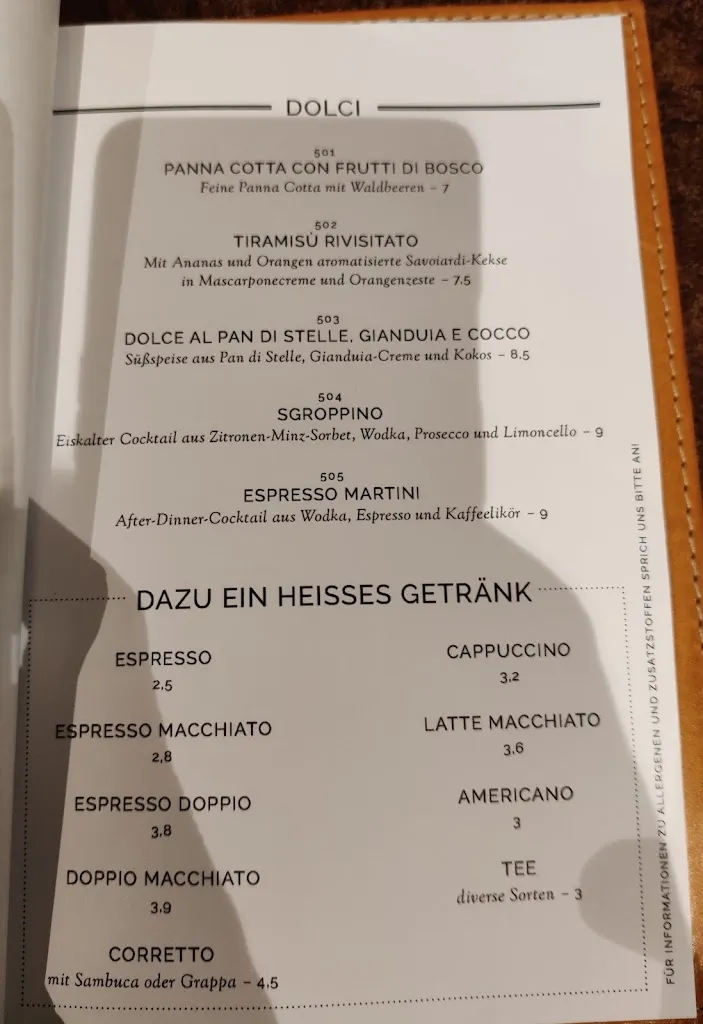 DOLCI
501
PANNA COTTA CON FRUTTI DI BOSCO
Feine Panna Cotta mit Waldbeeren – 7
502
TIRAMISÙ RIVISITATO
Mit Ananas und Orangen aromatisierte Savoiardi-Kekse
in Mascarponecreme und Orangenzeste – 7,5
503
DOLCE AL PAN DI STELLE, GIANDUIA E COCCO
Süßspeise aus Pan di Stelle, Gianduia-Creme und Kokos – 8,5
504
SGROPPINO
Eiskalter Cocktail aus Zitronen-Minz-Sorbet, Wodka, Prosecco und Limoncello – 9
505
ESPRESSO MARTINI
After-Dinner-Cocktail aus Wodka, Espresso und Kaffeelikör – 9
DAZU EIN HEISSES GETRÄNK
ESPRESSO
2,5
ESPRESSO MACCHIATO
2,8
ESPRESSO DOPPIO
3,8
DOPPIO MACCHIATO
3,9
CORRETTO
mit Sambuca oder Grappa – 4,5
CAPPUCCINO
3,2
LATTE MACCHIATO
3,6
AMERICANO
3
TEE
diverse Sorten – 3
FÜR INFORMATIONEN ZU ALLERGENEN UND ZUSATZSTOFFEN SPRICH UNS BITTE AN!